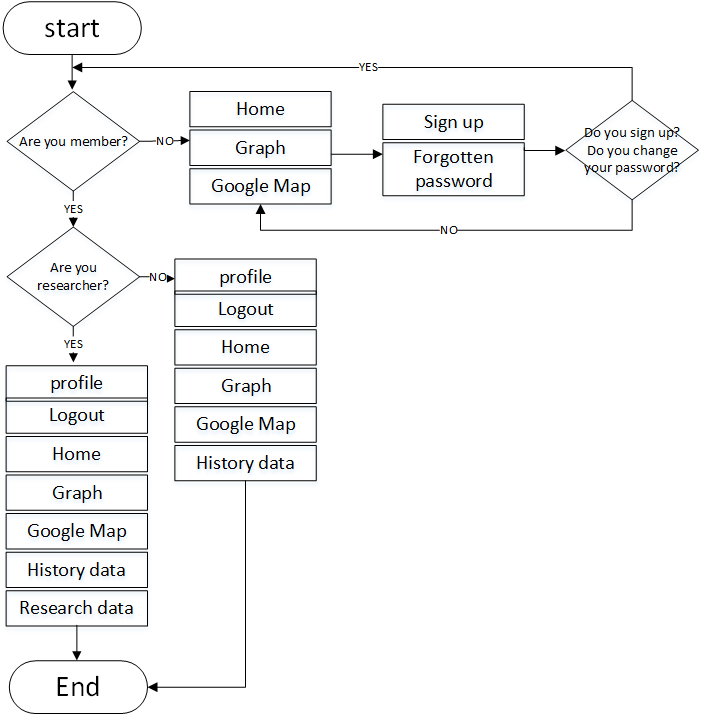 start
YES
Are you member?
NO
Home
Graph
Google Map
Sign up
Forgotten
password
Do you sign up?
Do you change
your password?
NO
YES
Are you
researcher?
NO
profile
Logout
Home
Graph
Google Map
History data
YES
profile
Logout
Home
Graph
Google Map
History data
Research data
End